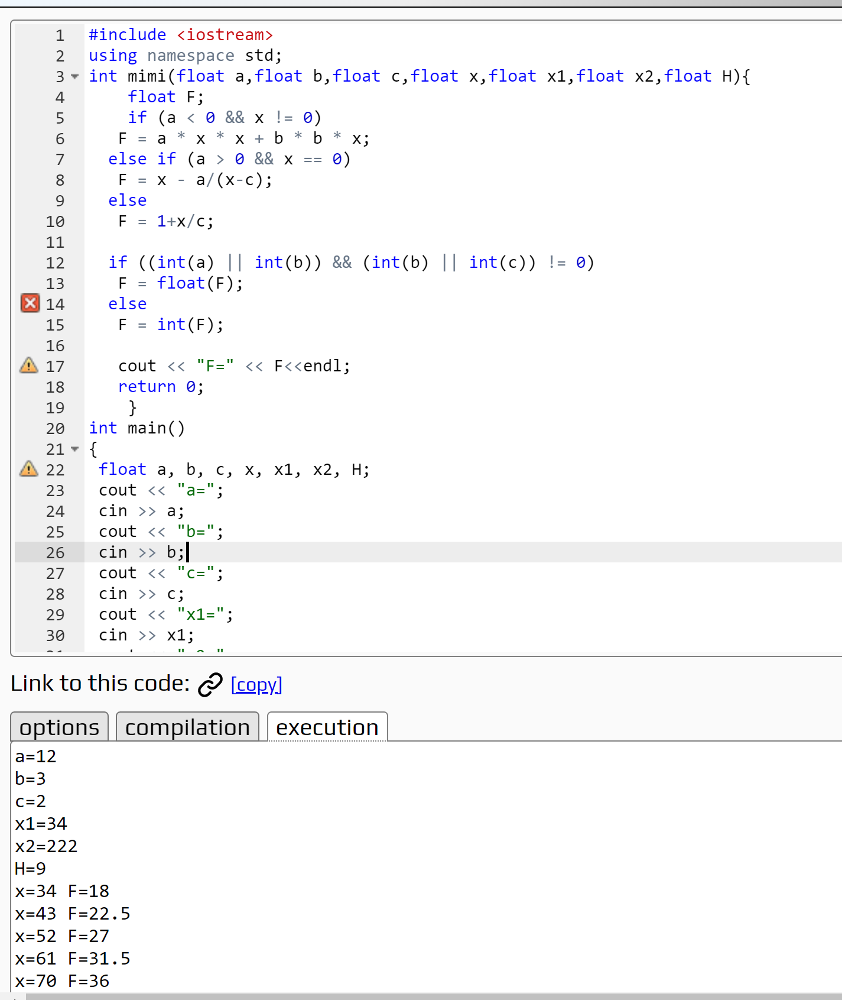 1 #include <iostream>
2 using namespace std;
3 int mimi(float a,float b,float c,float x,float x1,float x2,float H){
4 float F;
5 if (a < 0 && x != 0)
6 F = a * x * x + b * b * x;
7 else if (a > 0 && x == 0)
8 F = x - a/(x-c);
9 else
10 F = 1+x/c;
11
12 if ((int(a) || int(b)) && (int(b) || int(c)) != 0)
13 F = float(F);
14 else
15 F = int(F);
16
17 cout << "F=" << F<<endl;
18 return 0;
19 }
20 int main()
21 {
22 float a, b, c, x, x1, x2, H;
23 cout << "a=";
24 cin >> a;
25 cout << "b=";
26 cin >> b;
27 cout << "c=";
28 cin >> c;
29 cout << "x1=";
30 cin >> x1;
Link to this code: [copy]
options compilation execution
a=12
b=3
c=2
x1=34
x2=222
H=9
x=34 F=18
x=43 F=22.5
x=52 F=27
x=61 F=31.5
x=70 F=36